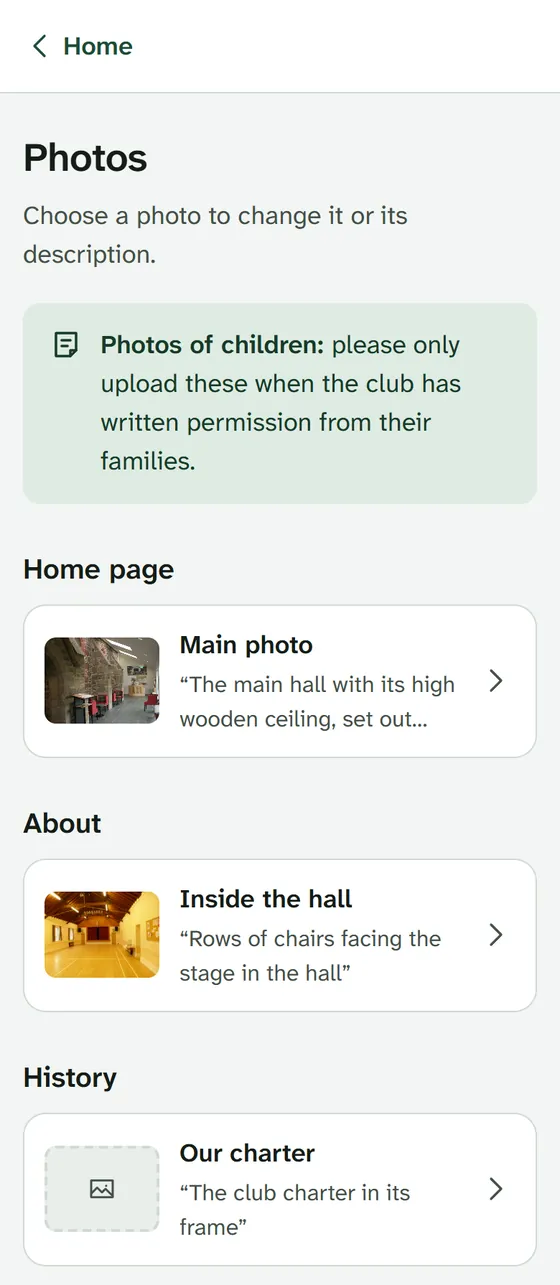 Home
Photos
Choose a photo to change it or its
description.
Photos of children: please only
upload these when the club has
written permission from their
families.
Home page
Main photo
“The main hall with its high
wooden ceiling, set out...
About
Inside the hall
“Rows of chairs facing the
stage in the hall”
History
Our charter
“The club charter in its
frame”